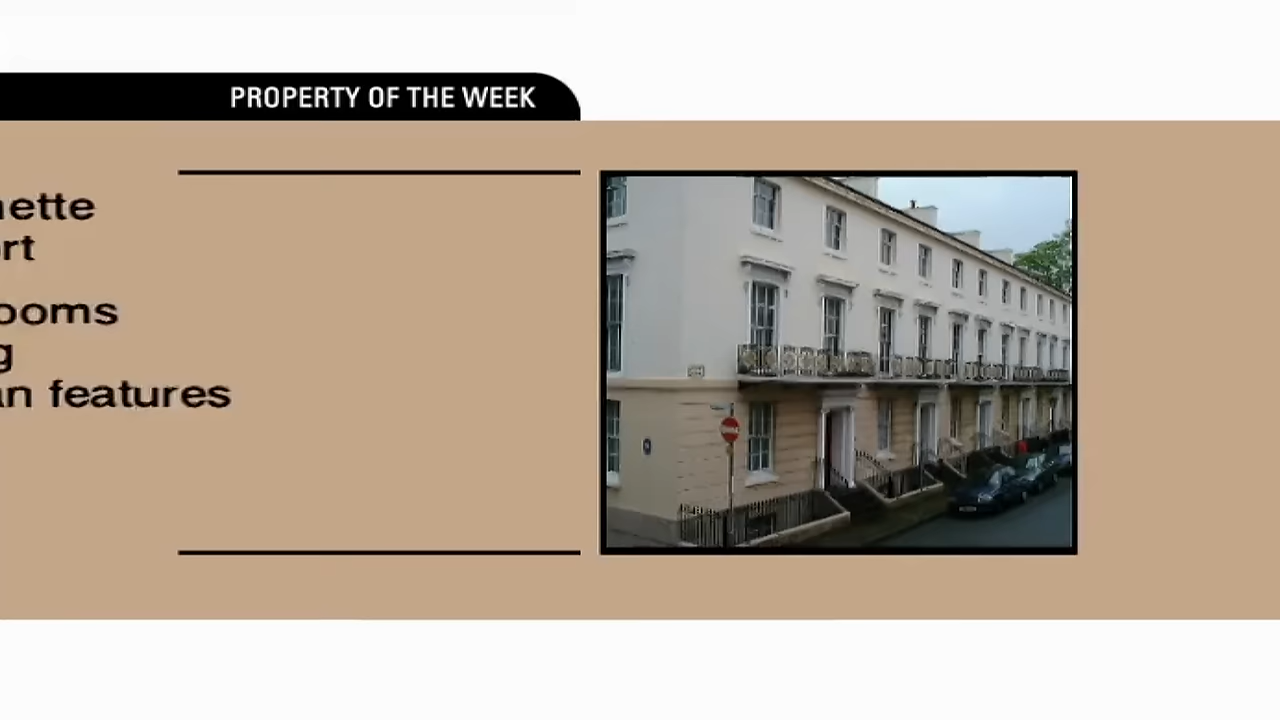 PROPERTY OF THE WEEK
nette
rt
ooms
g
an features